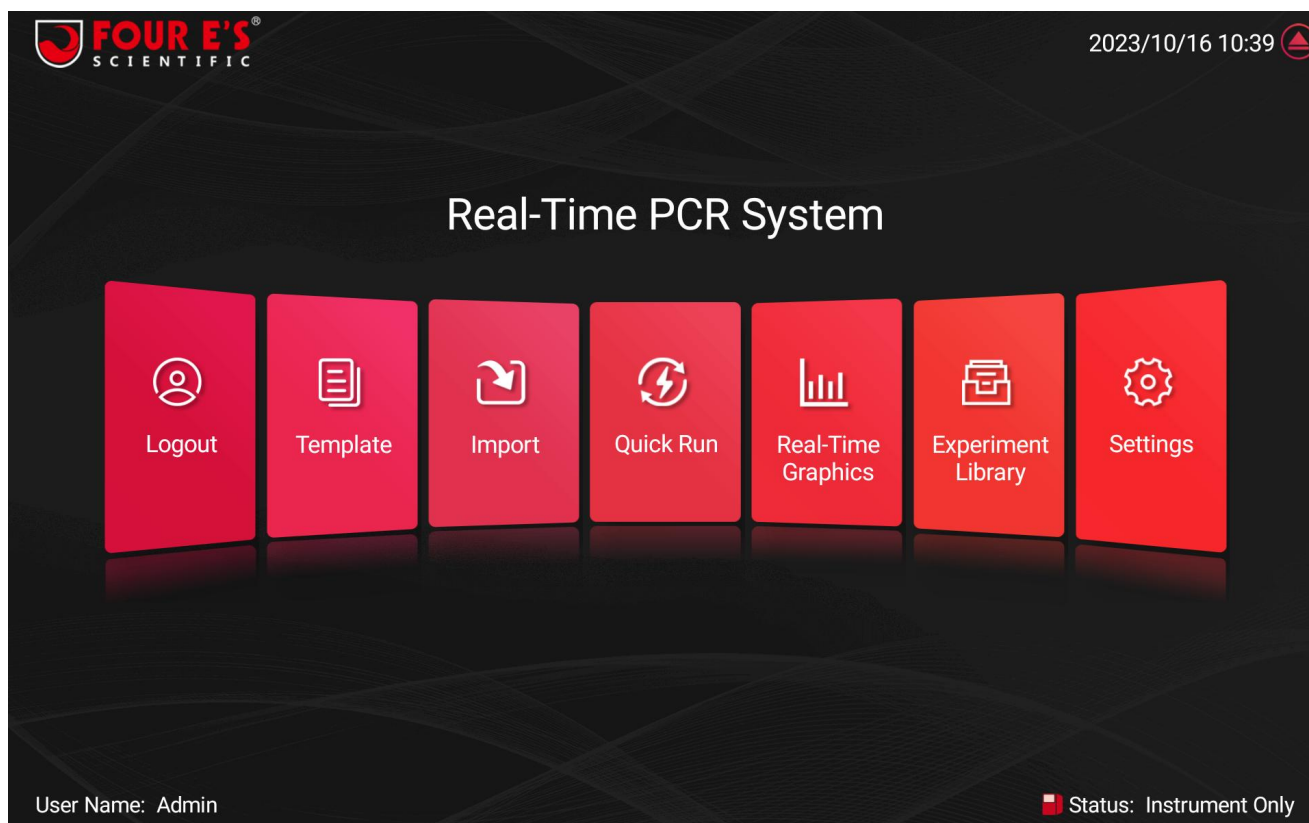 FOUR E'S®
SCIENTIFIC
2023/10/16 10:39
Real-Time PCR System
Logout
Template
Import
Quick Run
Real-Time
Graphics
Experiment
Library
Settings
User Name: Admin
Status: Instrument Only